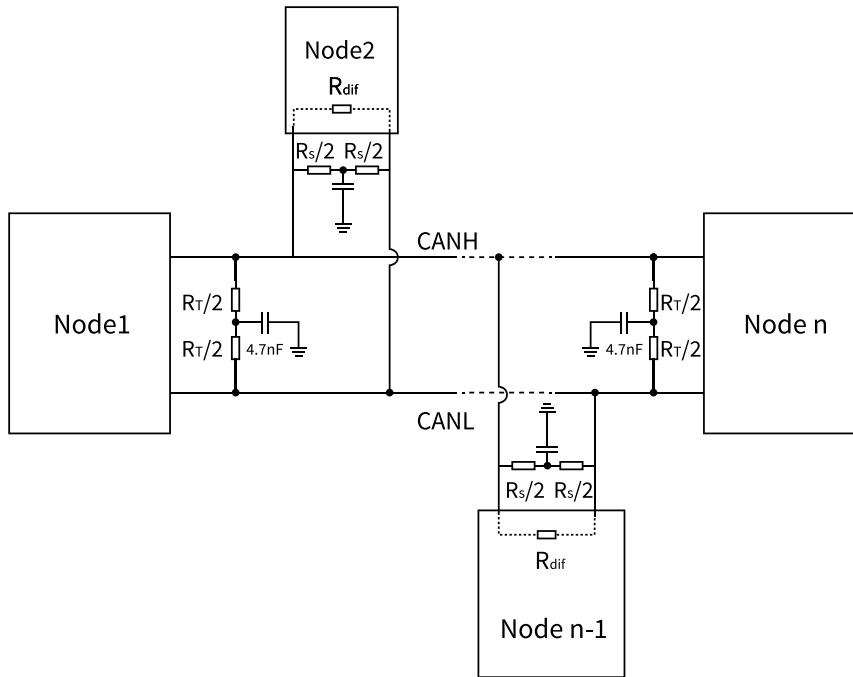 Node2
Rdif
Rs/2 Rs/2
CANH
Node1
RT/2
RT/2
4.7nF
RT/2
4.7nF
RT/2
Node n
CANL
Rs/2 Rs/2
Rdif
Node n-1